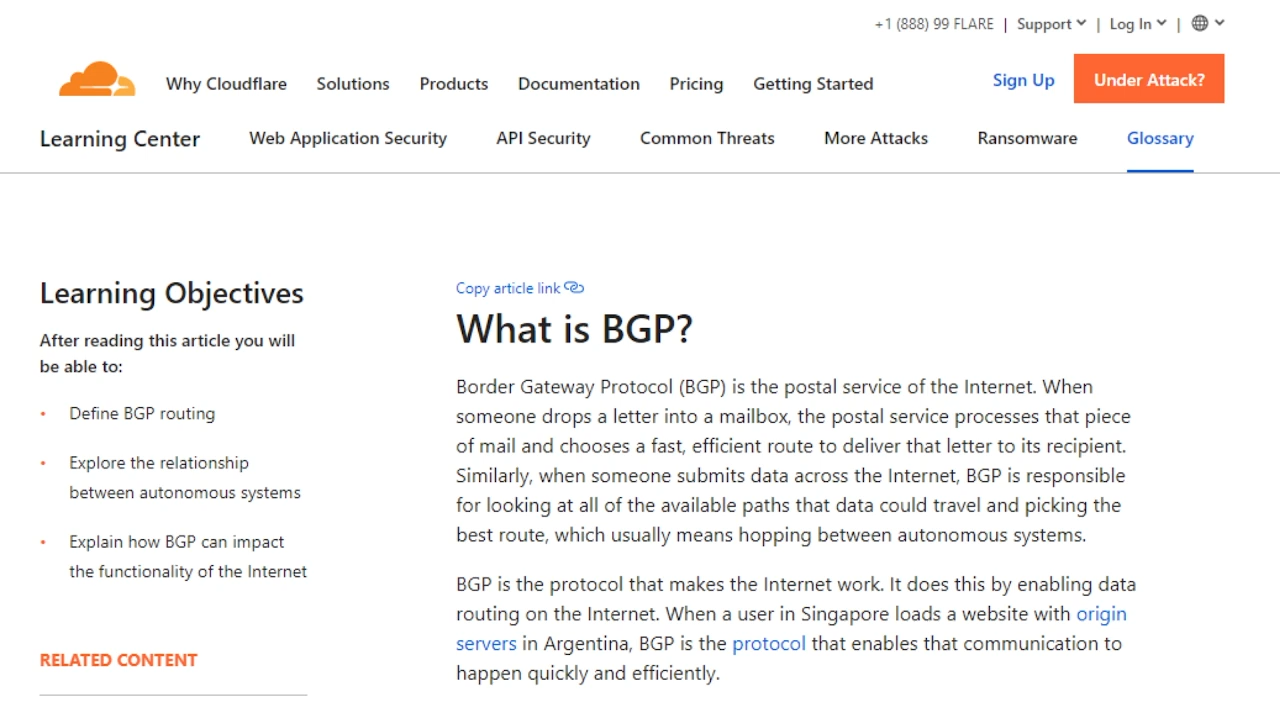 +1 (888) 99 FLARE | Support | Log In |
Why Cloudflare Solutions Products Documentation Pricing Getting Started Sign Up Under Attack?
Learning Center Web Application Security API Security Common Threats More Attacks Ransomware Glossary
Learning Objectives
After reading this article you will
be able to:
• Define BGP routing
• Explore the relationship
between autonomous systems
• Explain how BGP can impact
the functionality of the Internet
RELATED CONTENT
Copy article link
What is BGP?
Border Gateway Protocol (BGP) is the postal service of the Internet. When
someone drops a letter into a mailbox, the postal service processes that piece
of mail and chooses a fast, efficient route to deliver that letter to its recipient.
Similarly, when someone submits data across the Internet, BGP is responsible
for looking at all of the available paths that data could travel and picking the
best route, which usually means hopping between autonomous systems.
BGP is the protocol that makes the Internet work. It does this by enabling data
routing on the Internet. When a user in Singapore loads a website with origin
servers in Argentina, BGP is the protocol that enables that communication to
happen quickly and efficiently.